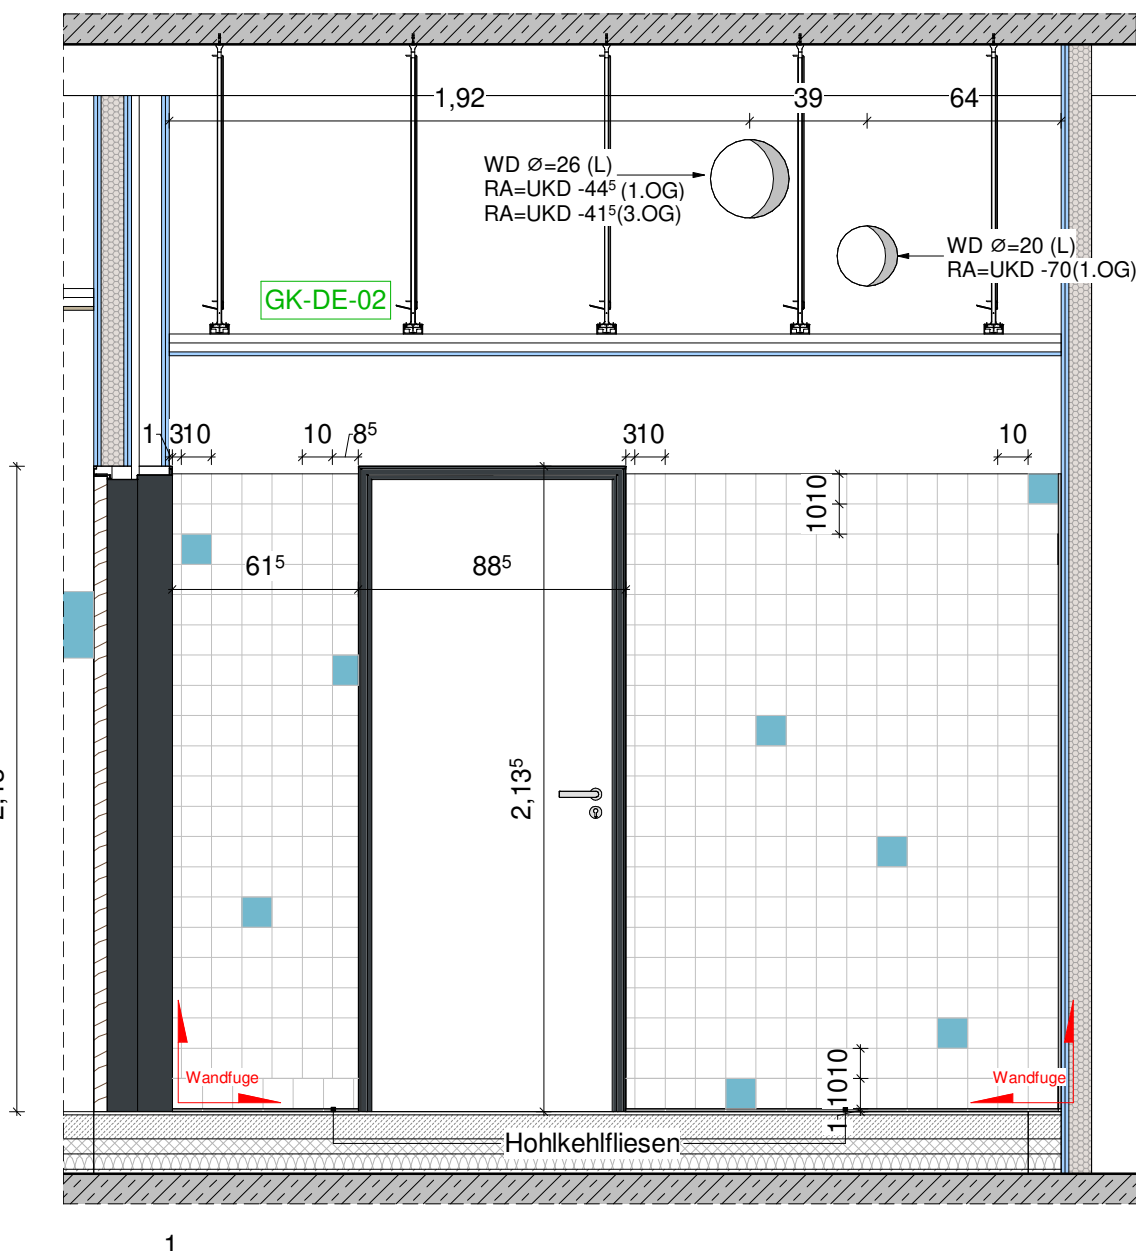 1,92
39
64
WD Ø=26 (L)
RA=UKD -44⁵ (1.OG)
RA=UKD -41⁵(3.OG)
WD Ø=20 (L)
RA=UKD -70(1.OG)
GK-DE-02
1
310
10
8⁵
310
10
1010
61⁵
88⁵
2,13⁵
1010
1
Wandfuge
Wandfuge
Hohlkehlfliesen
1